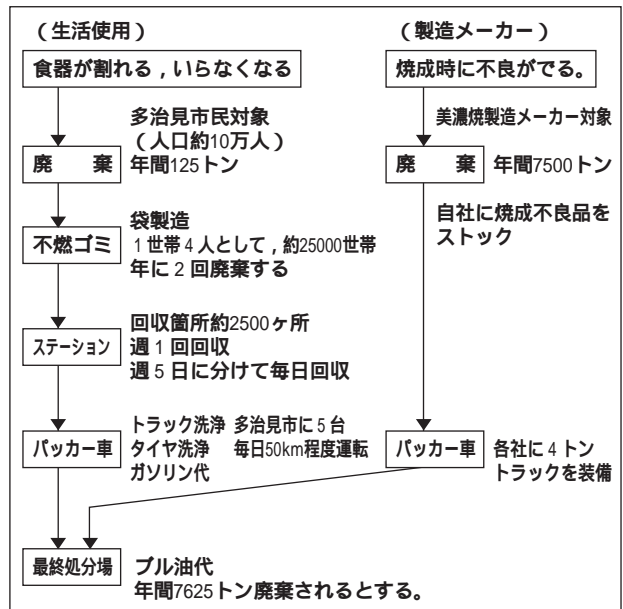 （生活使用）
食器が割れる，いらなくなる
多治見市民対象
（人口約10万人）
廃　棄
年間125トン
袋製造
不燃ゴミ
１世帯４人として，約25000世帯
年に２回廃棄する
回収箇所約2500ヶ所
ステーション
週１回回収
週５日に分けて毎日回収
トラック洗浄　多治見市に５台
パッカー車
タイヤ洗浄　毎日50km程度運転
ガソリン代
（製造メーカー）
焼成時に不良がでる。
美濃焼製造メーカー対象
廃　棄
年間7500トン
自社に焼成不良品を
ストック
パッカー車
各社に４トン
トラックを装備
最終処分場
ブル油代
年間7625トン廃棄されるとする。